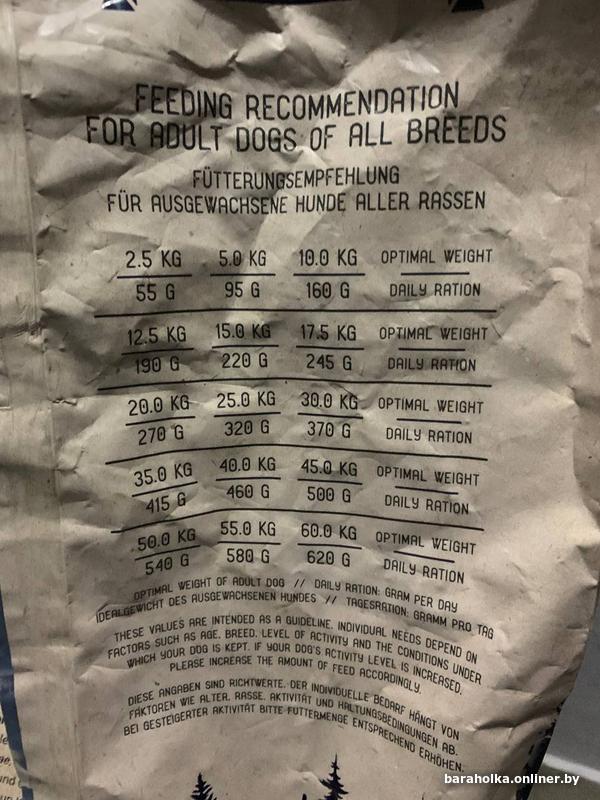 FEEDING RECOMMENDATION
FOR ADULT DOGS OF ALL BREEDS
FÜTTERUNGSEMPFEHLUNG
FÜR AUSGEWACHSENE HUNDE ALLER RASSEN
2.5 KG 5.0 KG 10.0 KG OPTIMAL WEIGHT
55 G 95 G 160 G DAILY RATION
12.5 KG 15.0 KG 17.5 KG OPTIMAL WEIGHT
190 G 220 G 245 G DAILY RATION
20.0 KG 25.0 KG 30.0 KG OPTIMAL WEIGHT
270 G 320 G 370 G DAILY RATION
35.0 KG 40.0 KG 45.0 KG OPTIMAL WEIGHT
415 G 460 G 500 G DAILY RATION
50.0 KG 55.0 KG 60.0 KG OPTIMAL WEIGHT
540 G 580 G 620 G DAILY RATION
OPTIMAL WEIGHT OF ADULT DOG // DAILY RATION: GRAM PER DAY
IDEALGEWICHT DES AUSGEWACHSENEN HUNDES // TAGESRATION: GRAMM PRO TAG
THESE VALUES ARE INTENDED AS A GUIDELINE. INDIVIDUAL NEEDS DEPEND ON
FACTORS SUCH AS AGE, BREED, LEVEL OF ACTIVITY AND THE CONDITIONS UNDER
WHICH YOUR DOG IS KEPT. IF YOUR DOG'S ACTIVITY LEVEL IS INCREASED,
PLEASE INCREASE THE AMOUNT OF FEED ACCORDINGLY.
DIESE ANGABEN SIND RICHTWERTE. DER INDIVIDUELLE BEDARF HÄNGT VON
FAKTOREN WIE ALTER, RASSE, AKTIVITÄT UND HALTUNGSBEDINGUNGEN AB.
BEI GESTEIGERTER AKTIVITÄT BITTE FUTTERMENGE ENTSPRECHEND ERHÖHEN.
baraholka.onliner.by